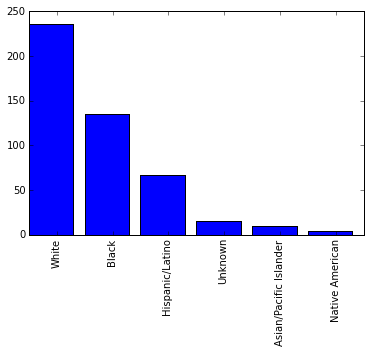 250
200
150
100
50
0
White
Black
Hispanic/Latino
Unknown
Asian/Pacific Islander
Native American